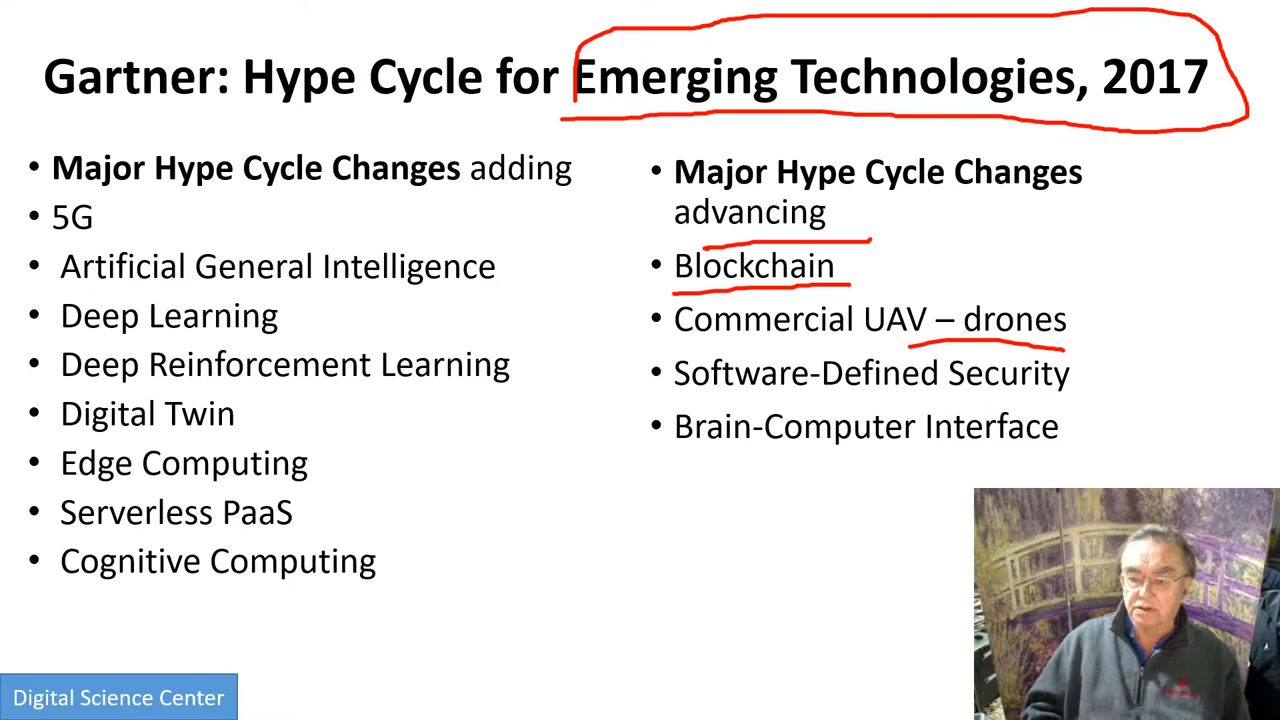 Gartner: Hype Cycle for Emerging Technologies, 2017
• Major Hype Cycle Changes adding
• 5G
• Artificial General Intelligence
• Deep Learning
• Deep Reinforcement Learning
• Digital Twin
• Edge Computing
• Serverless PaaS
• Cognitive Computing
• Major Hype Cycle Changes
advancing
• Blockchain
• Commercial UAV – drones
• Software-Defined Security
• Brain-Computer Interface
Digital Science Center